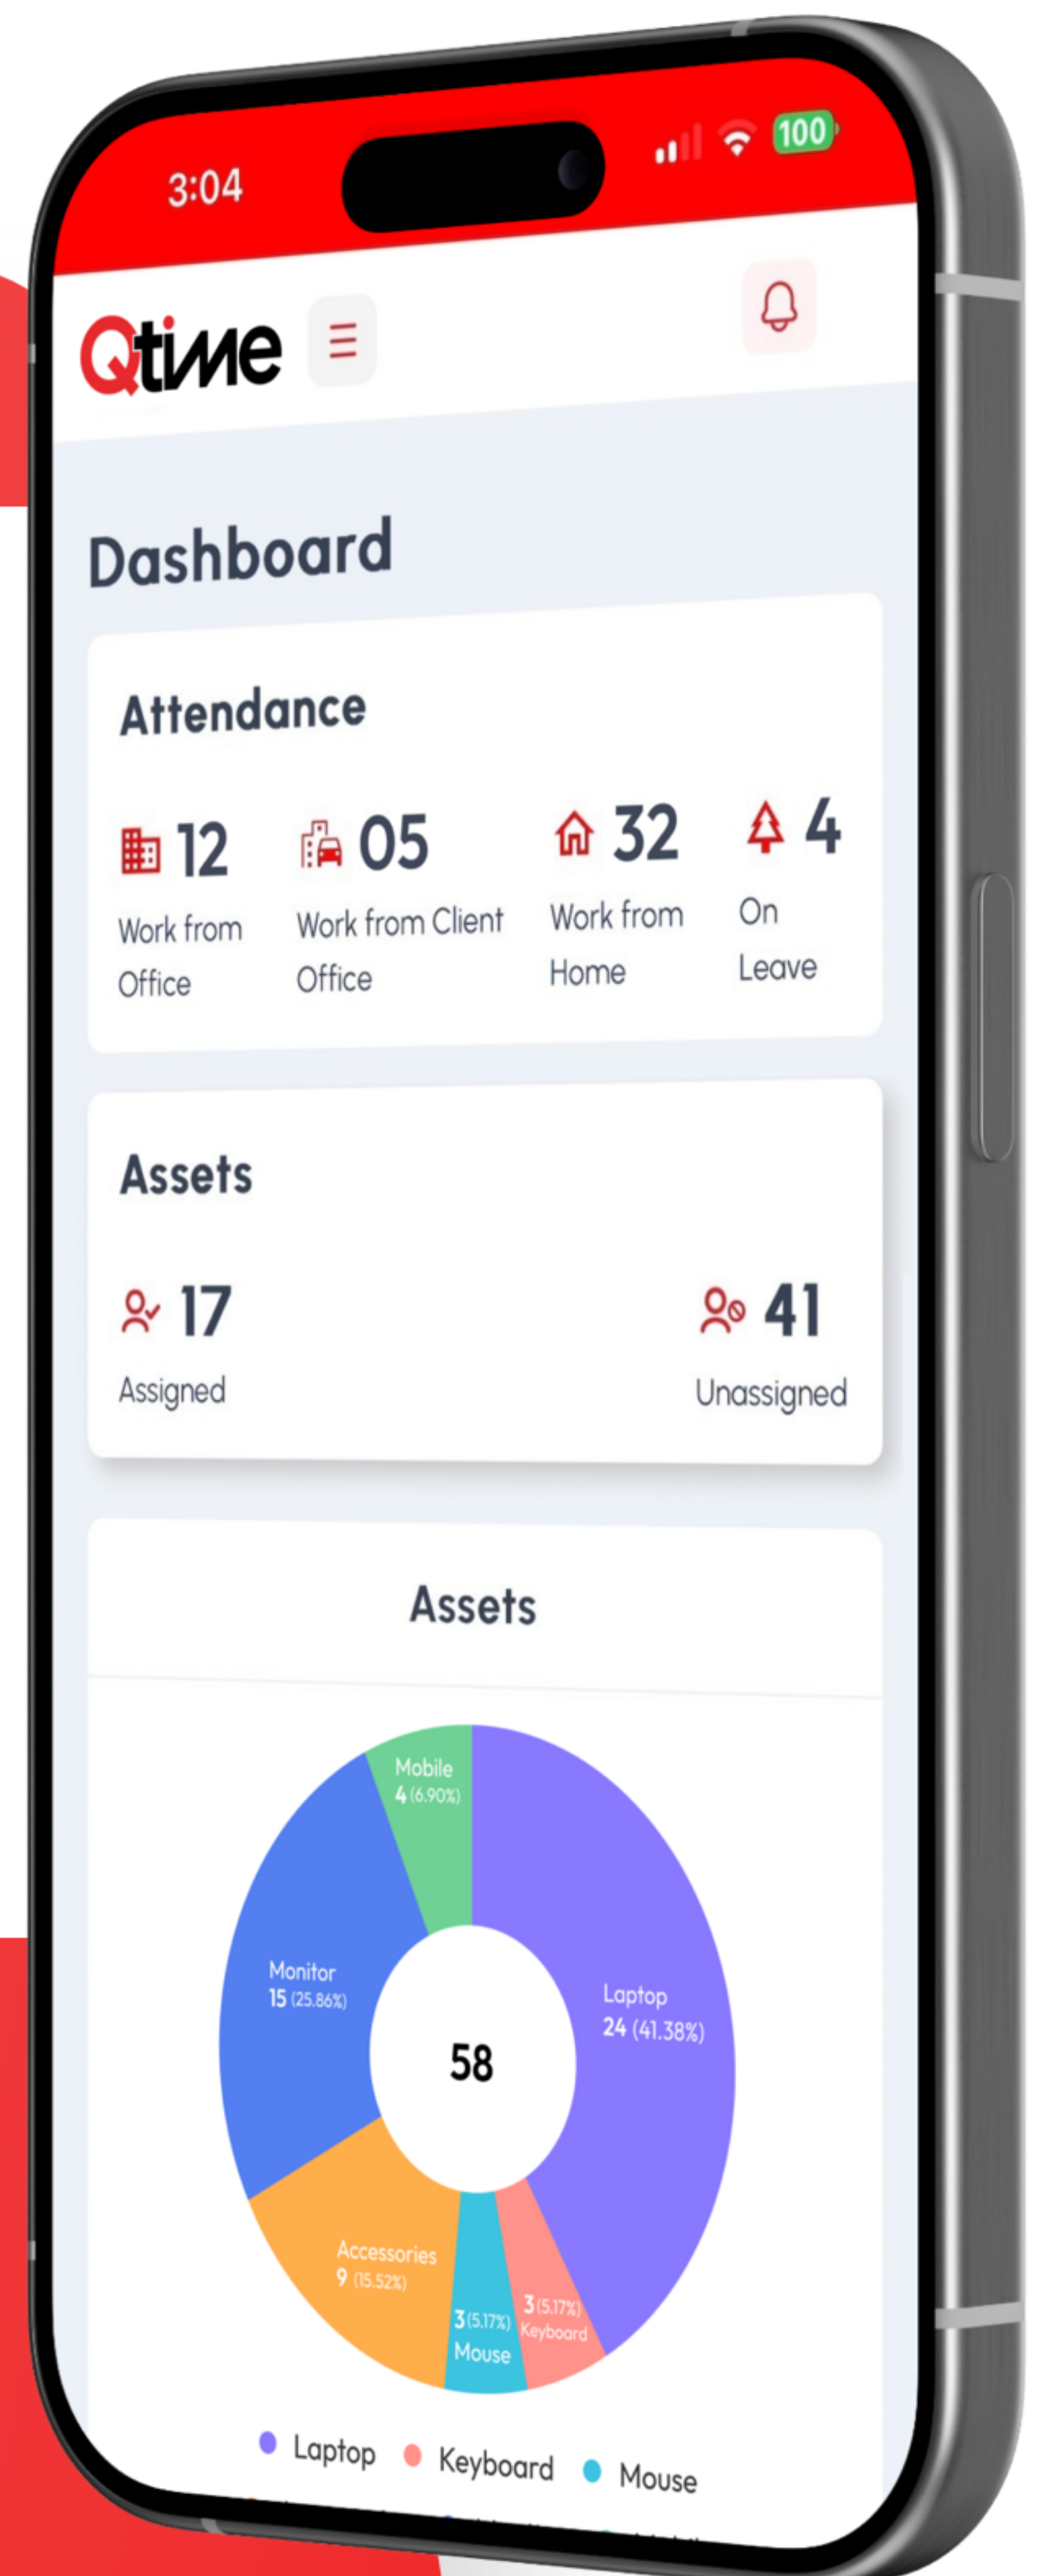 3:04
100
Qtime
Dashboard
Attendance
12
05
32
4
Work from
Office
Work from Client
Office
Work from
Home
On
Leave
Assets
17
41
Assigned
Unassigned
Assets
Mobile
4 (6.90%)
Monitor
15 (25.86%)
Laptop
24 (41.38%)
58
Accessories
9 (15.52%)
3 (5.17%)
Mouse
3 (5.17%)
Keyboard
Laptop
Keyboard
Mouse